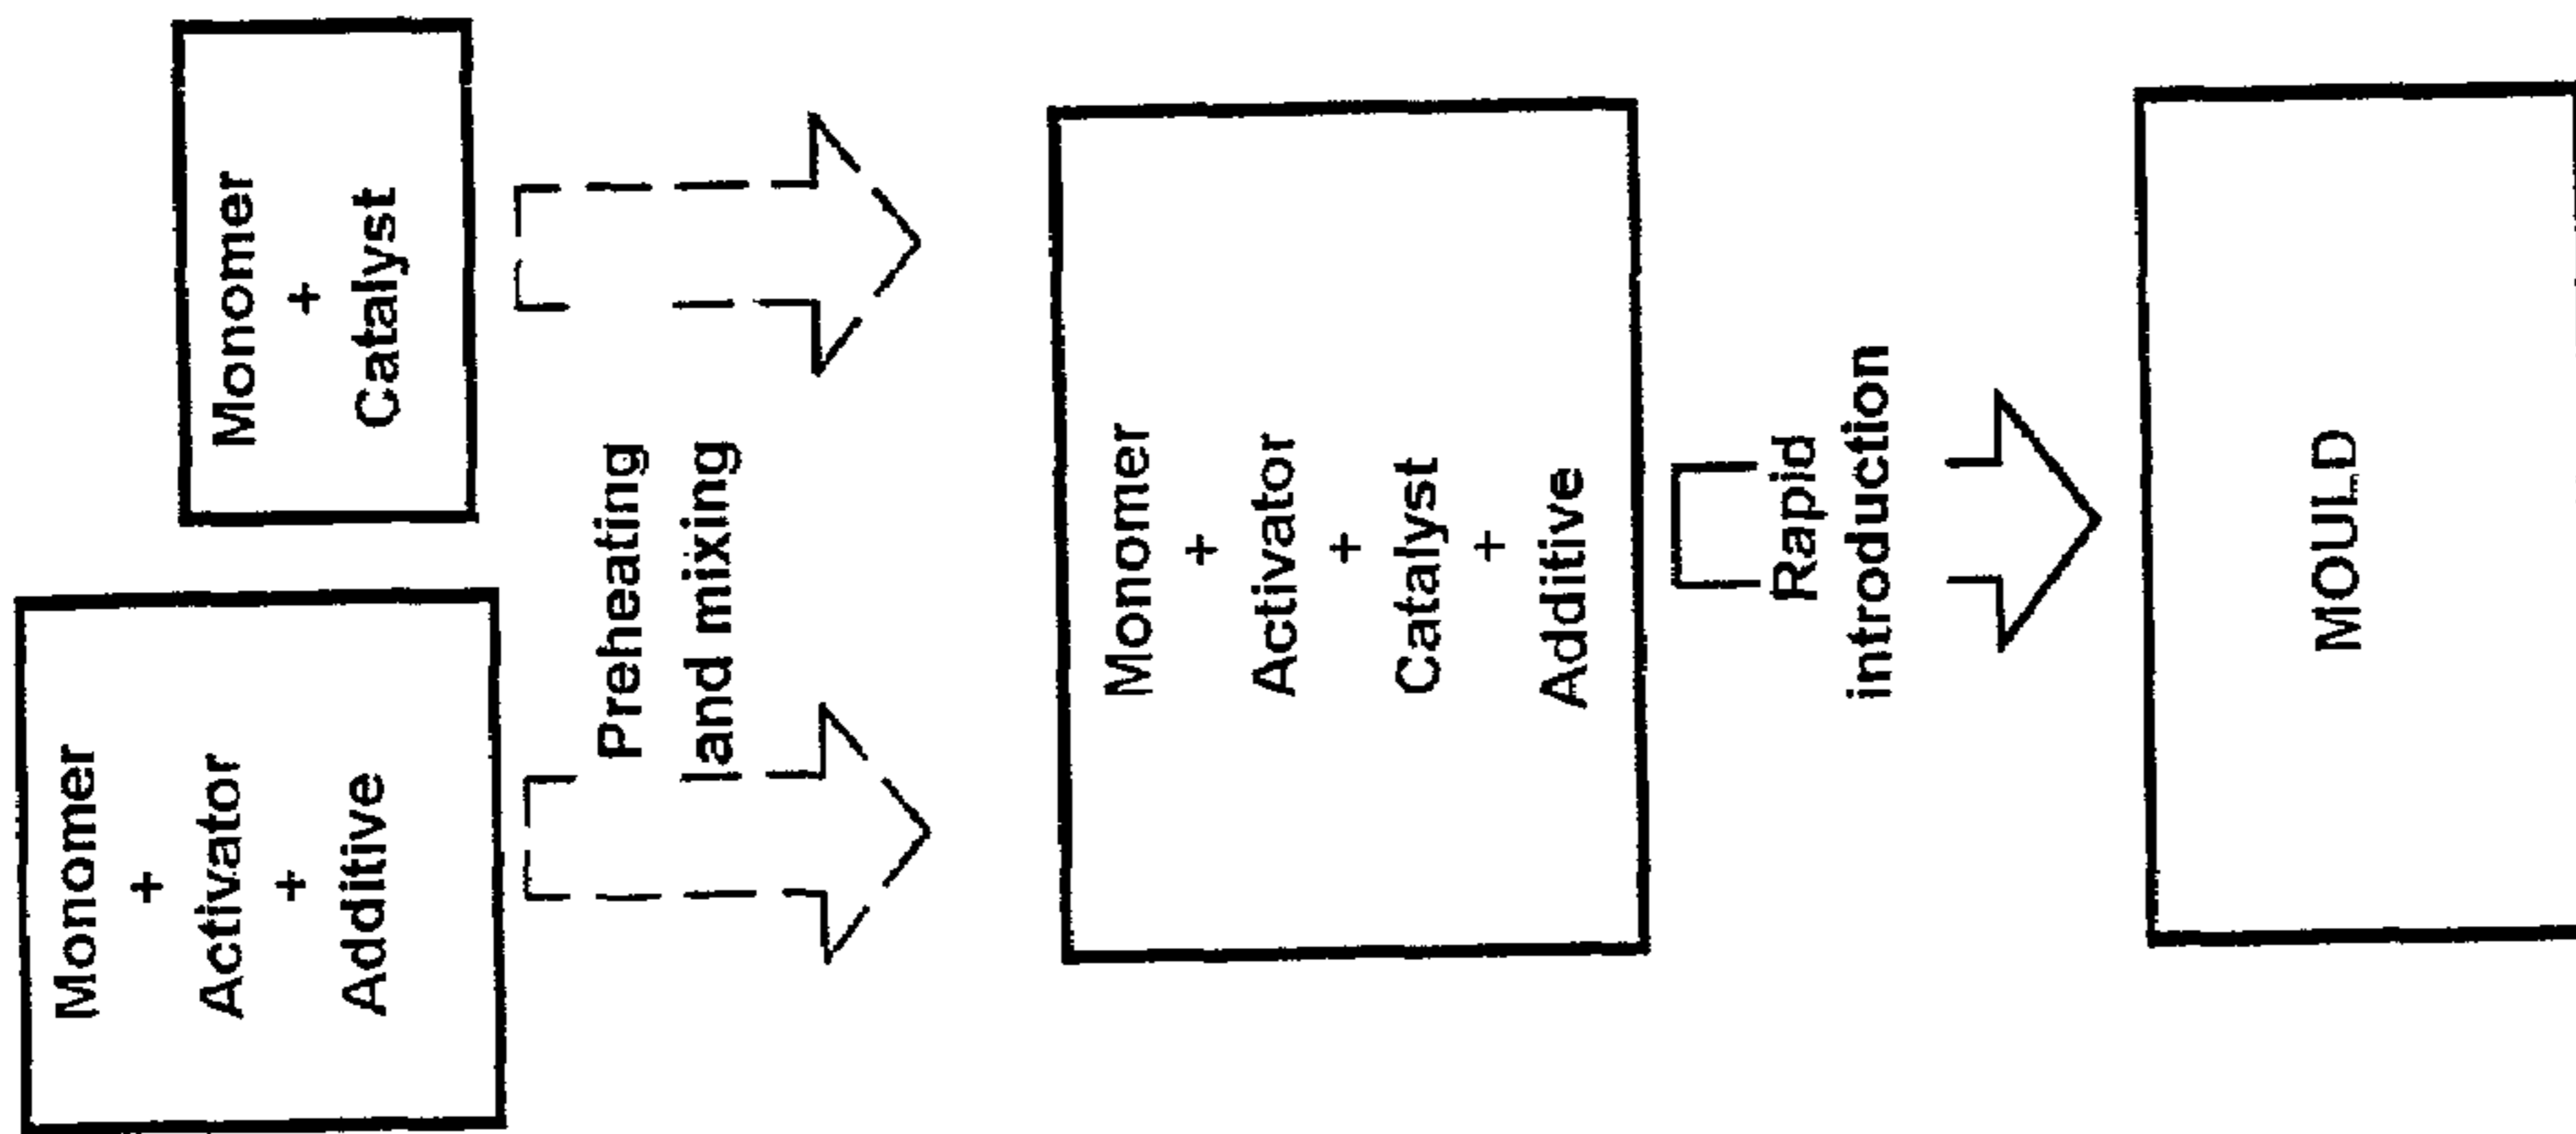 Monomer
+
Activator
+
Additive
Monomer
+
Catalyst
Preheating
and mixing
Monomer
+
Activator
+
Catalyst
+
Additive
Rapid
introduction
MOULD